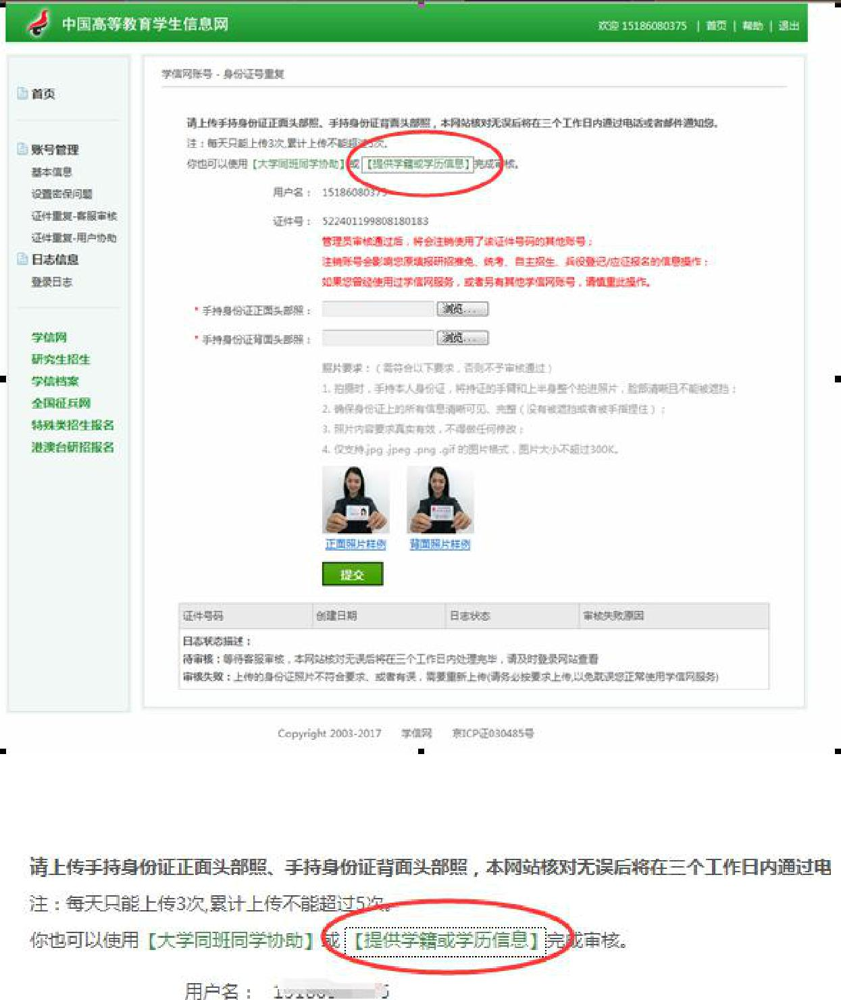 中国高等教育学生信息网
欢迎 15186080375 | 首页 | 帮助 | 退出
首页
账号管理
基本信息
设置密保问题
证件重复-客服审核
证件重复-用户协助
日志信息
登录日志
学信网
研究生招生
学信档案
全国征兵网
特殊类招生报名
港澳台研招报名
学信网账号 - 身份证号重复
请上传手持身份证正面头部照、手持身份证背面头部照，本网站核对无误后将在三个工作日内通过电话或者邮件通知您。
注：每天只能上传3次,累计上传不能超过5次。
你也可以使用【大学同班同学协助】或【提供学籍或学历信息】完成审核。
用户名： 15186080375
证件号： 522401199808180183
管理员审核通过后，将会注销使用了该证件号码的其他账号；
注销账号会影响您原填报研招推免、统考、自主招生、兵役登记/应征报名的信息操作；
如果您曾经使用过学信网服务，或者另有其他学信网账号，请慎重此操作。
* 手持身份证正面头部照： 浏览...
* 手持身份证背面头部照： 浏览...
照片要求：（需符合以下要求，否则不予审核通过）
1. 拍摄时，手持本人身份证，将持证的手臂和上半身整个拍进照片，脸部清晰且不能被遮挡；
2. 确保身份证上的所有信息清晰可见、完整（没有被遮挡或者被手指捏住）；
3. 照片内容要求真实有效，不得做任何修改；
4. 仅支持.jpg .jpeg .png .gif 的图片格式，图片大小不超过300K。
正面照片样例 背面照片样例
提交
证件号码 创建日期 日志状态 审核失败原因
日志状态描述：
待审核：等待客服审核，本网站核对无误后将在三个工作日内处理完毕，请及时登录网站查看
审核失败：上传的身份证照片不符合要求、或者有误，需要重新上传(请务必按要求上传,以免耽误您正常使用学信网服务)
Copyright 2003-2017 学信网 京ICP证030485号
请上传手持身份证正面头部照、手持身份证背面头部照，本网站核对无误后将在三个工作日内通过电
注：每天只能上传3次,累计上传不能超过5次。
你也可以使用【大学同班同学协助】或【提供学籍或学历信息】完成审核。
用户名：